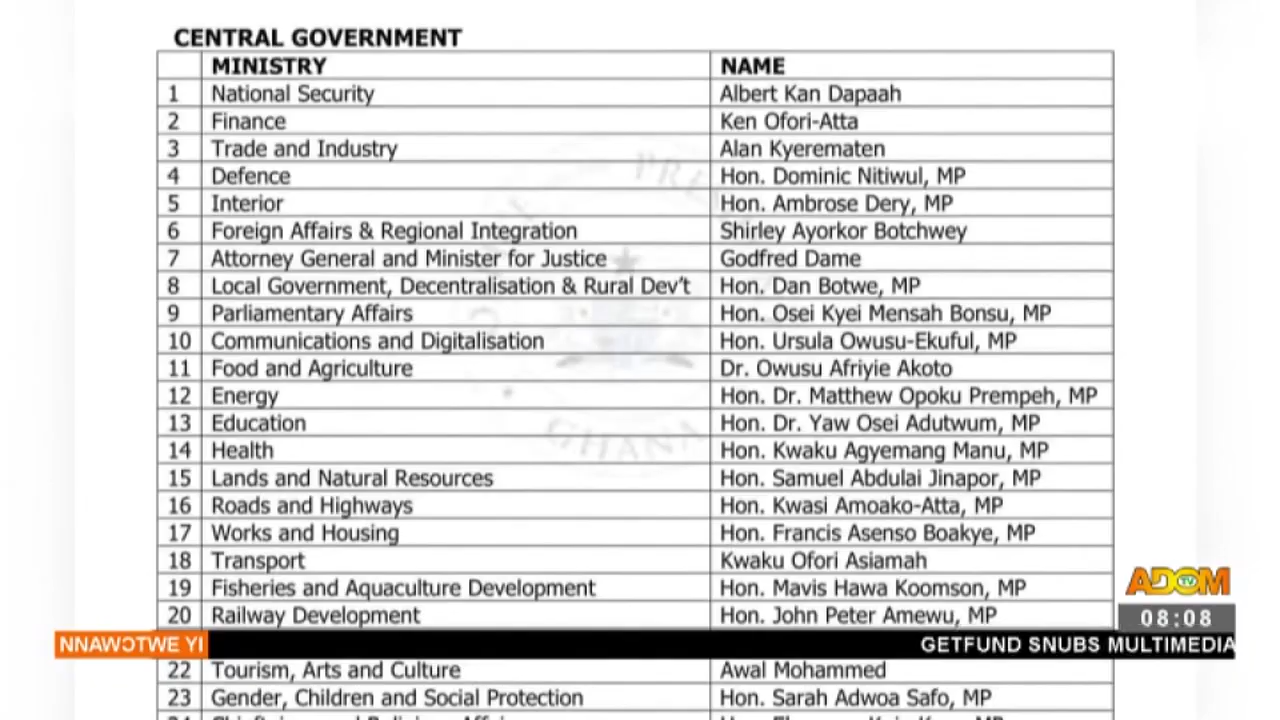 CENTRAL GOVERNMENT
MINISTRY NAME
1 National Security Albert Kan Dapaah
2 Finance Ken Ofori-Atta
3 Trade and Industry Alan Kyerematen
4 Defence Hon. Dominic Nitiwul, MP
5 Interior Hon. Ambrose Dery, MP
6 Foreign Affairs & Regional Integration Shirley Ayorkor Botchwey
7 Attorney General and Minister for Justice Godfred Dame
8 Local Government, Decentralisation & Rural Dev't Hon. Dan Botwe, MP
9 Parliamentary Affairs Hon. Osei Kyei Mensah Bonsu, MP
10 Communications and Digitalisation Hon. Ursula Owusu-Ekuful, MP
11 Food and Agriculture Dr. Owusu Afriyie Akoto
12 Energy Hon. Dr. Matthew Opoku Prempeh, MP
13 Education Hon. Dr. Yaw Osei Adutwum, MP
14 Health Hon. Kwaku Agyemang Manu, MP
15 Lands and Natural Resources Hon. Samuel Abdulai Jinapor, MP
16 Roads and Highways Hon. Kwasi Amoako-Atta, MP
17 Works and Housing Hon. Francis Asenso Boakye, MP
18 Transport Kwaku Ofori Asiamah
19 Fisheries and Aquaculture Development Hon. Mavis Hawa Koomson, MP
20 Railway Development Hon. John Peter Amewu, MP
ADOM TV
08:08
NNAWƆTWE YI GETFUND SNUBS MULTIMEDIA
22 Tourism, Arts and Culture Awal Mohammed
23 Gender, Children and Social Protection Hon. Sarah Adwoa Safo, MP
GHANA